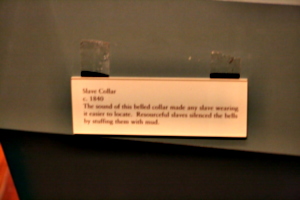 Slave Collar
c. 1840
The sound of this belled collar made any slave wearing
it easier to locate. Resourceful slaves silenced the bells
by stuffing them with mud.